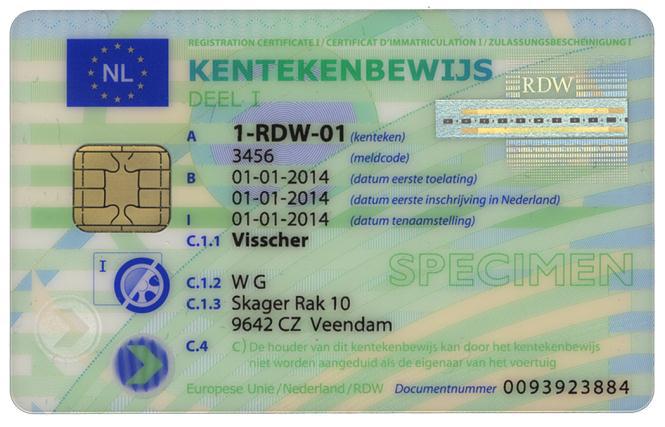 REGISTRATION CERTIFICATE I / CERTIFICAT D'IMMATRICULATION I / ZULASSUNGSBESCHEINIGUNG I
NL
KENTEKENBEWIJS
DEEL I
RDW
A 1-RDW-01 (kenteken)
3456 (meldcode)
B 01-01-2014 (datum eerste toelating)
01-01-2014 (datum eerste inschrijving in Nederland)
I 01-01-2014 (datum tenaamstelling)
C.1.1 Visscher
I
SPECIMEN
C.1.2 W G
C.1.3 Skager Rak 10
9642 CZ Veendam
C.4 C) De houder van dit kentekenbewijs kan door het kentekenbewijs
niet worden aangeduid als de eigenaar van het voertuig
Europese Unie / Nederland / RDW Documentnummer 0093923884